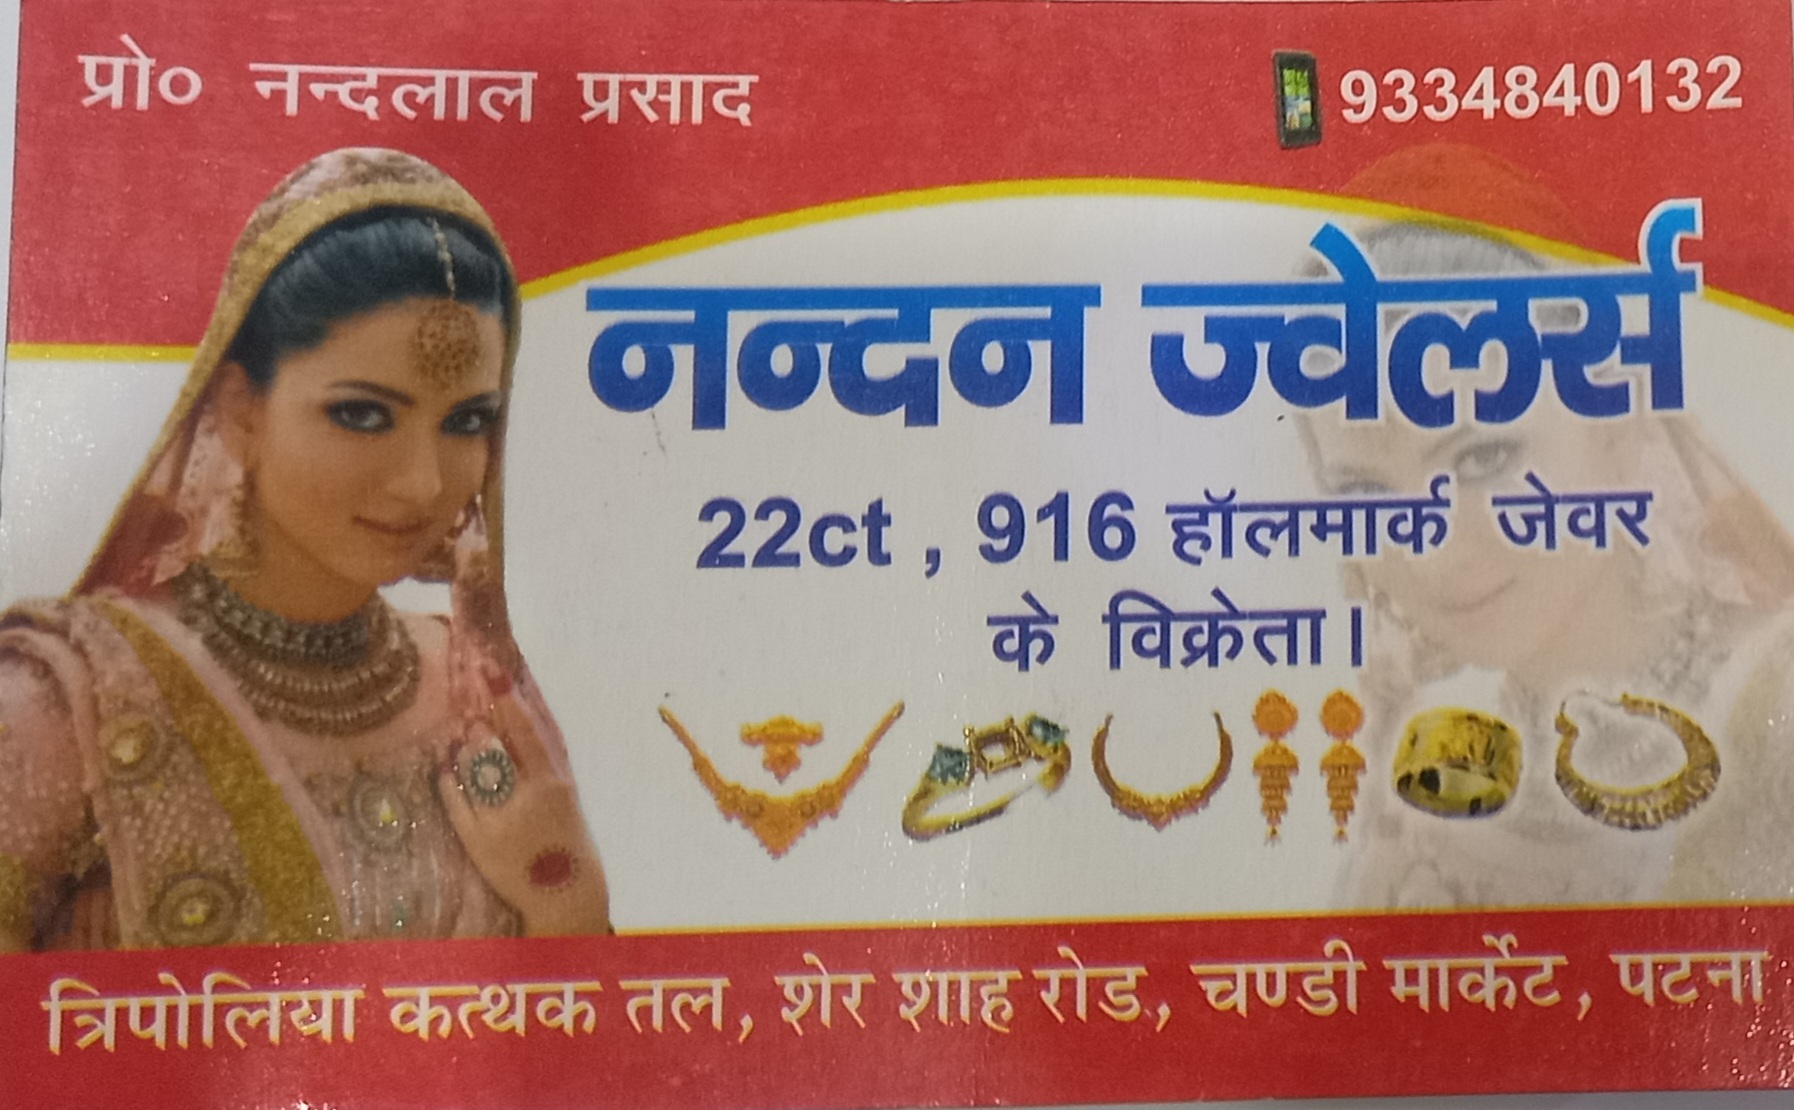 प्रो० नन्दलाल प्रसाद
9334840132
नन्दन ज्वेलर्स
22ct , 916 हॉलमार्क जेवर
के विक्रेता।
त्रिपोलिया कत्थक तल, शेर शाह रोड, चण्डी मार्केट, पटना